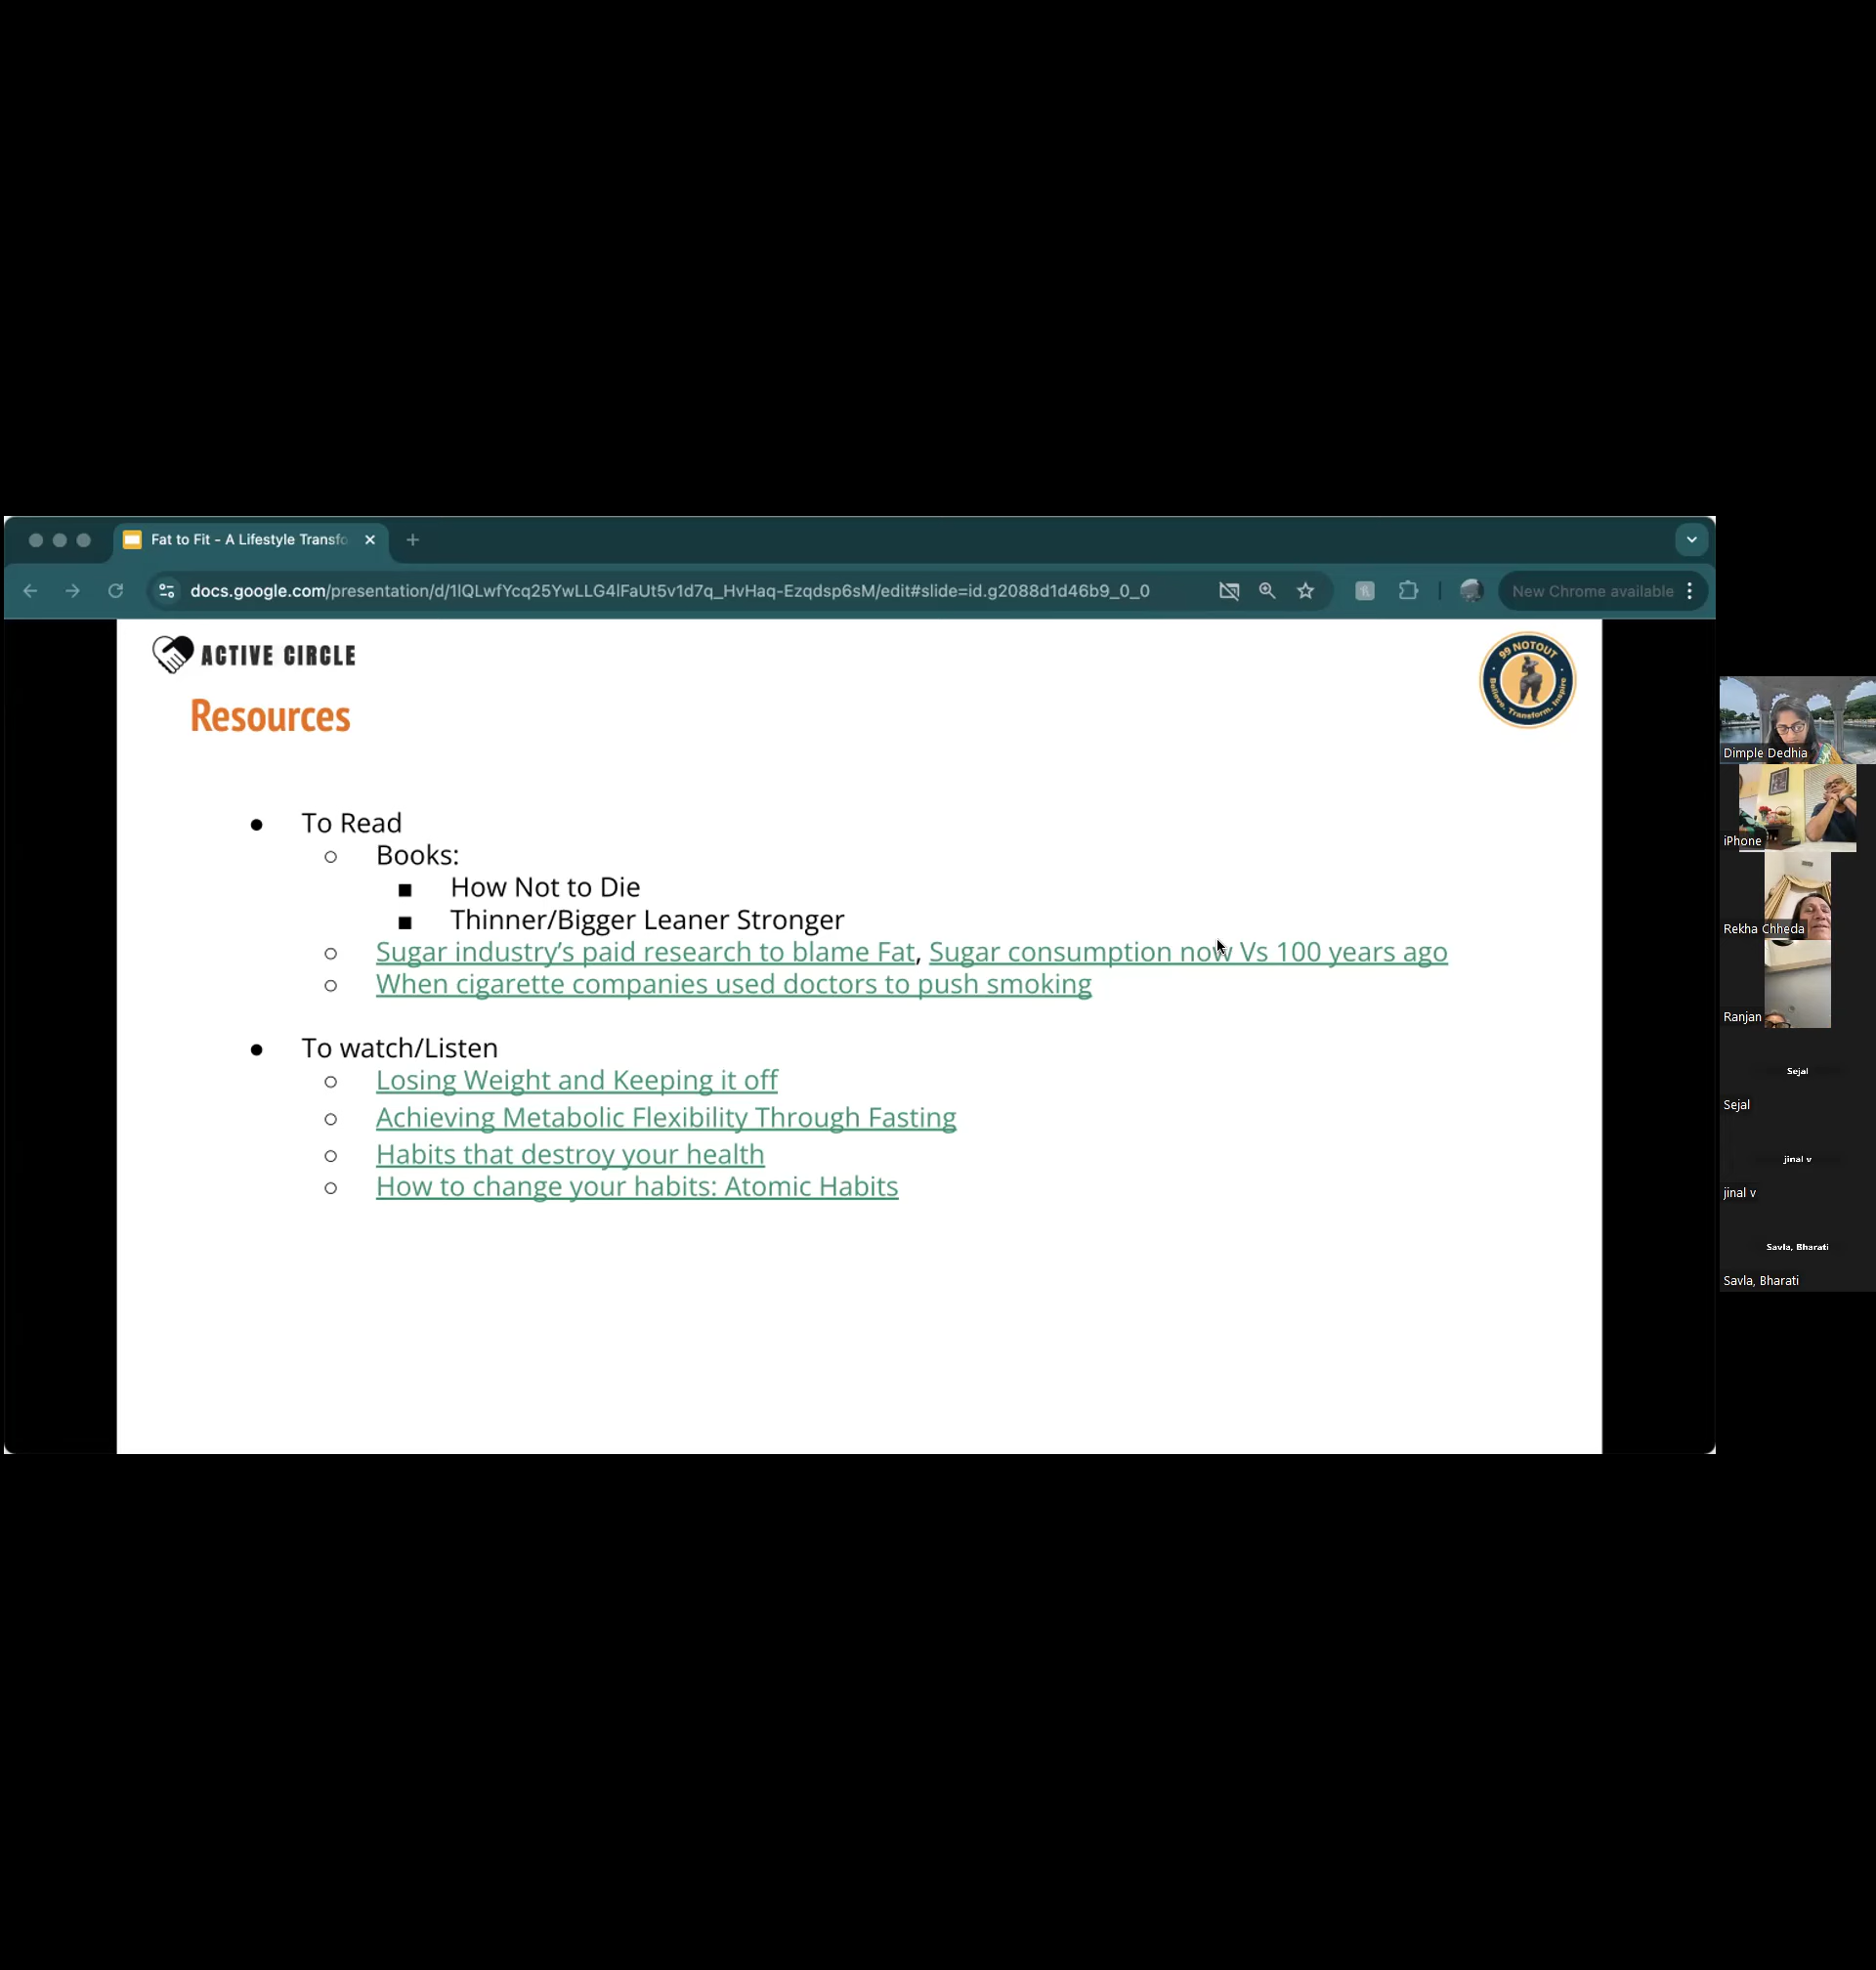 Fat to Fit - A Lifestyle Transfo
docs.google.com/presentation/d/1lQLwfYcq25YwLLG4lFaUt5v1d7q_HvHaq-Ezqdsp6sM/edit#slide=id.g2088d1d46b9_0_0
New Chrome available
ACTIVE CIRCLE
99 NOTOUT
Believe. Transform. Inspire
Resources
● To Read
○ Books:
■ How Not to Die
■ Thinner/Bigger Leaner Stronger
○ Sugar industry’s paid research to blame Fat, Sugar consumption now Vs 100 years ago
○ When cigarette companies used doctors to push smoking
● To watch/Listen
○ Losing Weight and Keeping it off
○ Achieving Metabolic Flexibility Through Fasting
○ Habits that destroy your health
○ How to change your habits: Atomic Habits
Dimple Dedhia
iPhone
Rekha Chheda
Ranjan
Sejal
Sejal
jinal v
jinal v
Savla, Bharati
Savla, Bharati